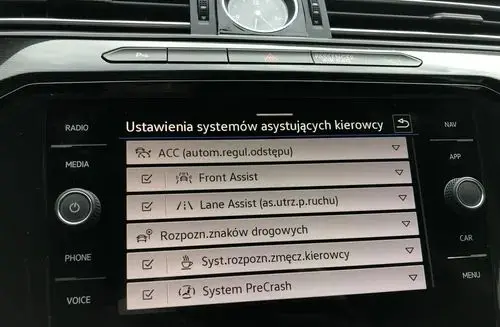 Ustawienia systemów asystujących kierowcy
RADIO
MEDIA
PHONE
VOICE
ACC (autom.regul.odstępu)
Front Assist
Lane Assist (as.utrz.p.ruchu)
Rozpozn.znaków drogowych
Syst.rozpozn.zmęcz.kierowcy
System PreCrash
NAV
APP
CAR
MENU